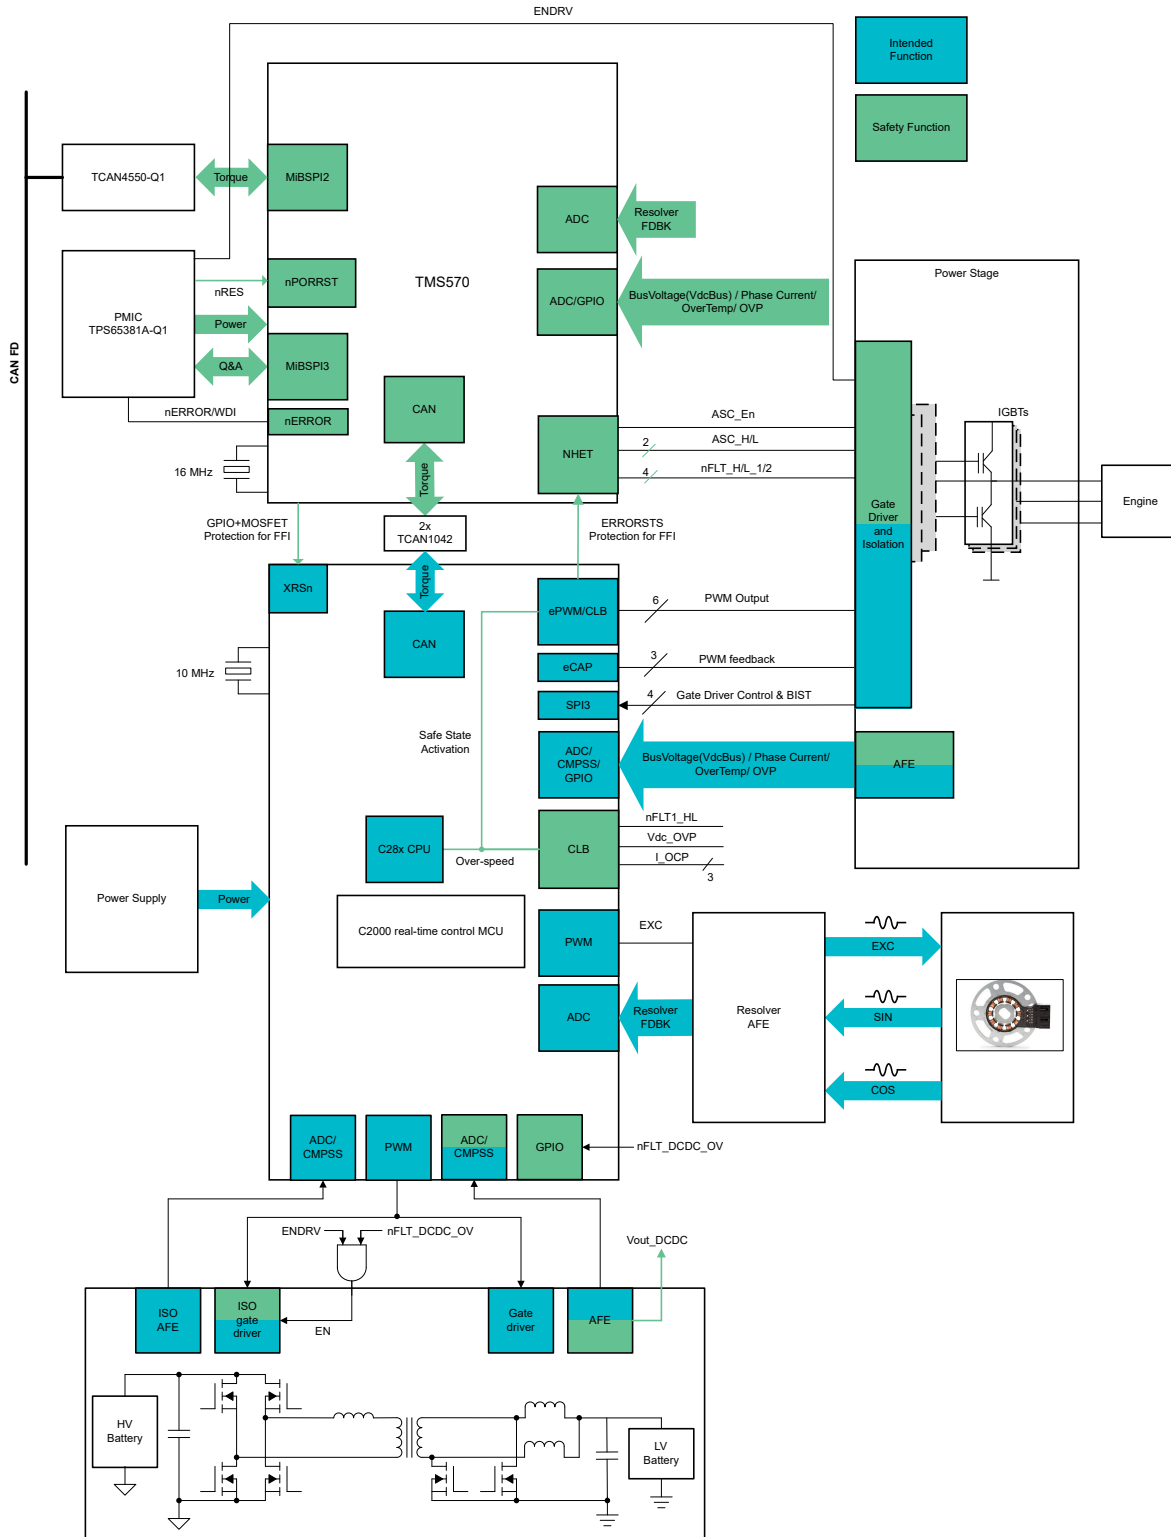 ENDRV
Intended
Function
Safety Function
CAN FD
TCAN4550-Q1
Torque
MiBSPI2
TMS570
ADC
Resolver
FDBK
ADC/GPIO
BusVoltage(VdcBus) / Phase Current/
OverTemp/ OVP
PMIC
TPS65381A-Q1
nRES
nPORRST
Power
Q&A
MiBSPI3
nERROR/WDI
nERROR
16 MHz
CAN
Torque
NHET
ASC_En
2
ASC_H/L
4
nFLT_H/L_1/2
Power Stage
IGBTs
Gate
Driver
and
Isolation
Engine
GPIO+MOSFET
Protection for FFI
2x
TCAN1042
ERRORSTS
Protection for FFI
XRSn
Torque
CAN
10 MHz
ePWM/CLB
6
PWM Output
eCAP
3
PWM feedback
SPI3
4
Gate Driver Control & BIST
Safe State
Activation
ADC/
CMPSS/
GPIO
BusVoltage(VdcBus) / Phase Current/
OverTemp/ OVP
AFE
C28x CPU
Over-speed
CLB
nFLT1_HL
Vdc_OVP
I_OCP
3
Power Supply
Power
C2000 real-time control MCU
PWM
EXC
ADC
Resolver
FDBK
Resolver
AFE
EXC
SIN
COS
ADC/
CMPSS
PWM
ADC/
CMPSS
GPIO
nFLT_DCDC_OV
ENDRV
nFLT_DCDC_OV
Vout_DCDC
ISO
AFE
ISO
gate
driver
EN
Gate
driver
AFE
HV
Battery
LV
Battery